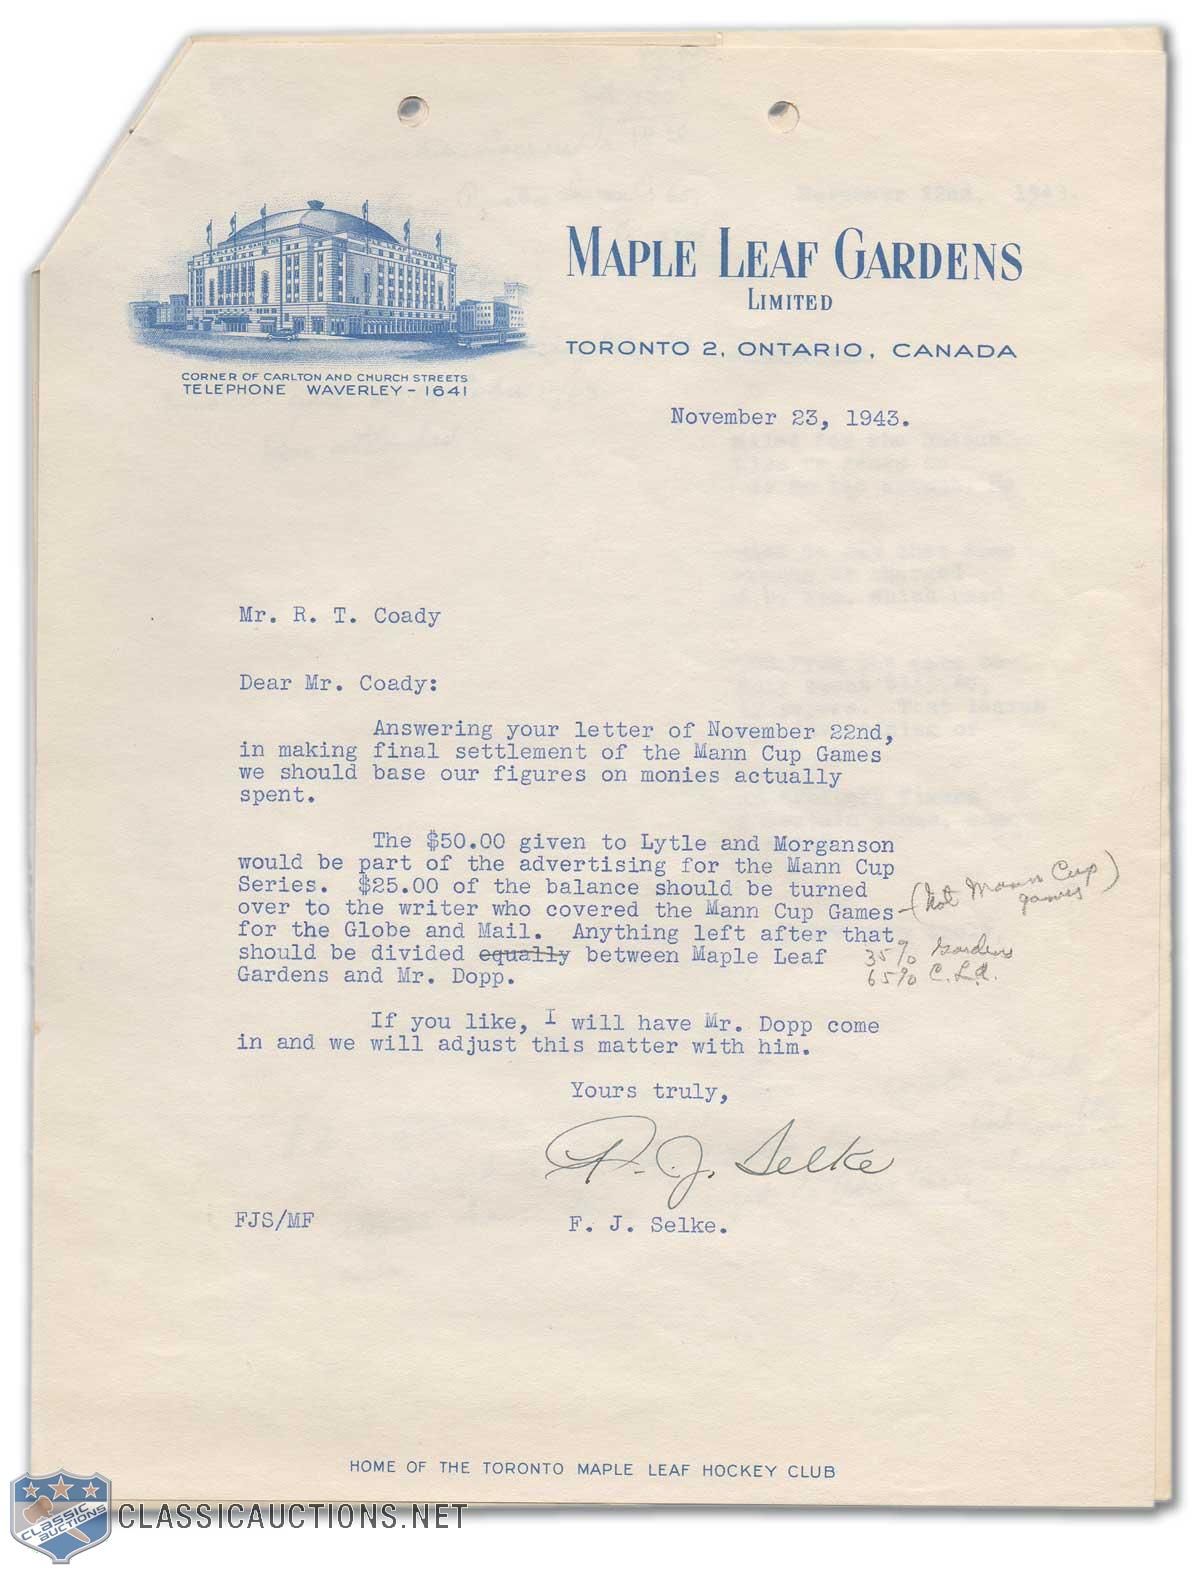 MAPLE LEAF GARDENS
MAPLE LEAF GARDENS
MAPLE LEAF GARDENS
LIMITED
TORONTO 2, ONTARIO, CANADA
CORNER OF CARLTON AND CHURCH STREETS
TELEPHONE WAVERLEY - 1641
November 23, 1943.
Mr. R. T. Coady
Dear Mr. Coady:
Answering your letter of November 22nd,
in making final settlement of the Mann Cup Games
we should base our figures on monies actually
spent.
The $50.00 given to Lytle and Morganson
would be part of the advertising for the Mann Cup
Series. $25.00 of the balance should be turned
over to the writer who covered the Mann Cup Games - (not Mann Cup games)
for the Globe and Mail. Anything left after that
should be divided equally between Maple Leaf 35% Gardens
Gardens and Mr. Dopp. 65% C.L.A.
If you like, I will have Mr. Dopp come
in and we will adjust this matter with him.
Yours truly,
F. J. Selke
FJS/MF F. J. Selke.
HOME OF THE TORONTO MAPLE LEAF HOCKEY CLUB
CLASSIC AUCTIONS
CLASSICAUCTIONS.NET